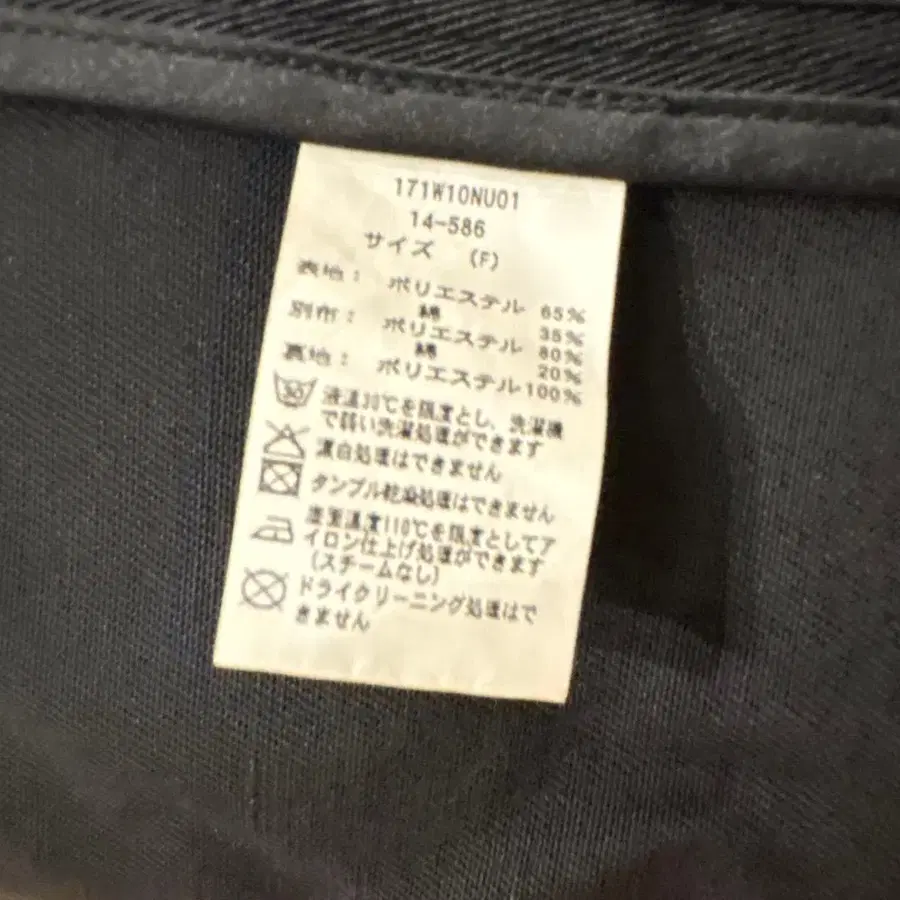 171W10NU01
14-586
サイズ (F)
表地: ポリエステル 65%
綿 35%
別布: ポリエステル 80%
綿 20%
裏地: ポリエステル 100%
30 液温30℃を限度とし、洗濯機
で弱い洗濯処理ができます
漂白処理はできません
タンブル乾燥処理はできません
底面温度110℃を限度としてア
イロン仕上げ処理ができます
(スチームなし)
ドライクリーニング処理はで
きません